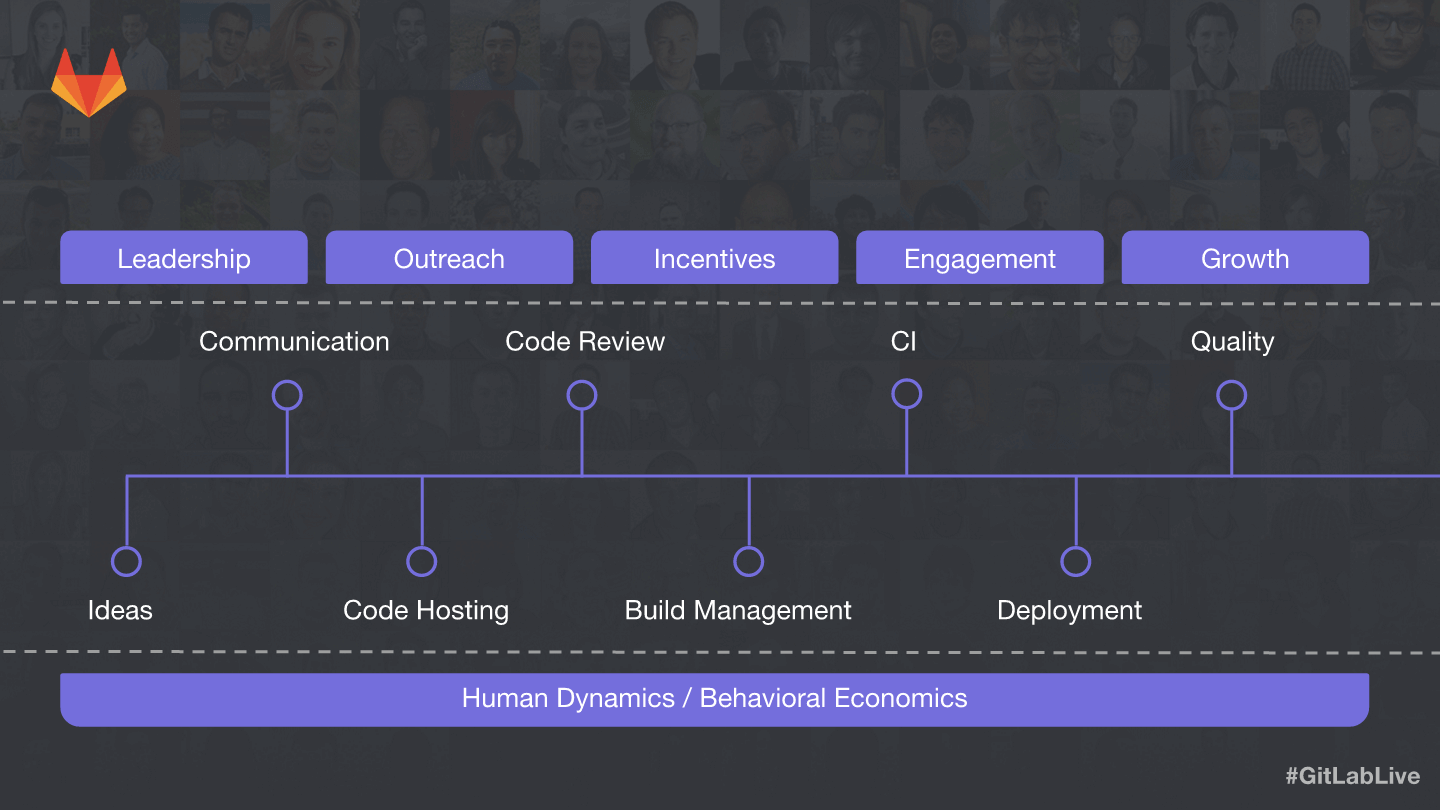 Leadership
Outreach
Incentives
Engagement
Growth
Communication
Code Review
CI
Quality
Ideas
Code Hosting
Build Management
Deployment
Human Dynamics / Behavioral Economics
#GitLabLive